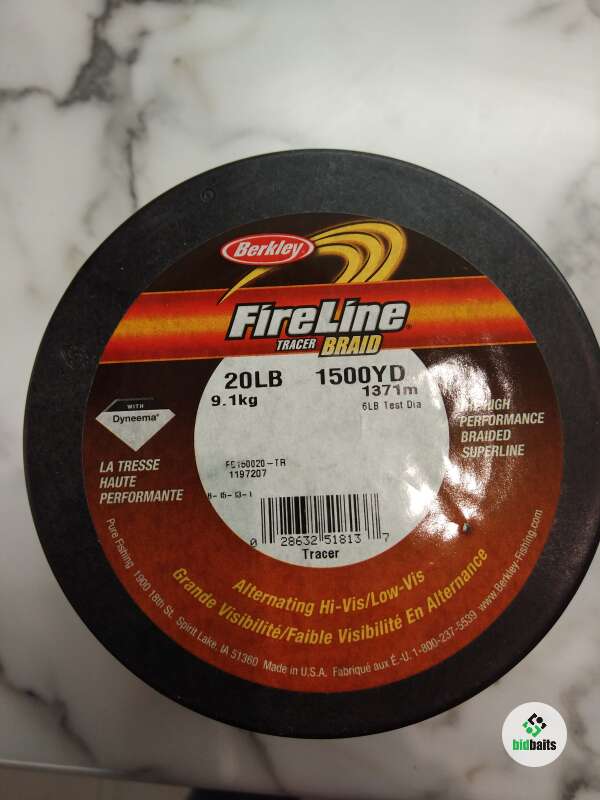 Berkley
FireLine®
TRACER BRAID
20LB 1500YD
9.1kg 1371m
6LB Test Dia
WITH
Dyneema®
HIGH
PERFORMANCE
BRAIDED
SUPERLINE
LA TRESSE
HAUTE
PERFORMANTE
1197207
0 28632 51813 7
Tracer
Alternating Hi-Vis/Low-Vis
Grande Visibilité/Faible Visibilité En Alternance
Pure Fishing 1900 18th St. Spirit Lake, IA 51360 Made in U.S.A. Fabriqué aux É.-U. 1-800-237-5539 www.Berkley-Fishing.com
bidbaits